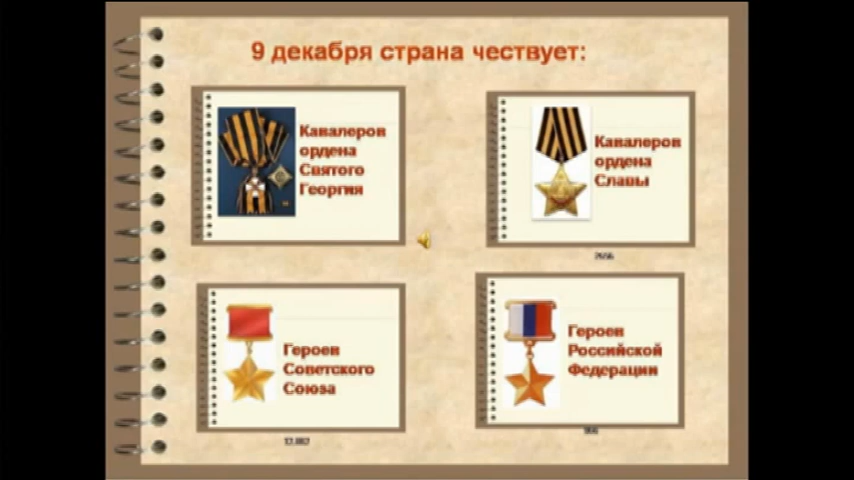 9 декабря страна чествует:
Кавалеров
ордена
Святого
Георгия
Кавалеров
ордена
Славы
Героев
Советского
Союза
Героев
Российской
Федерации